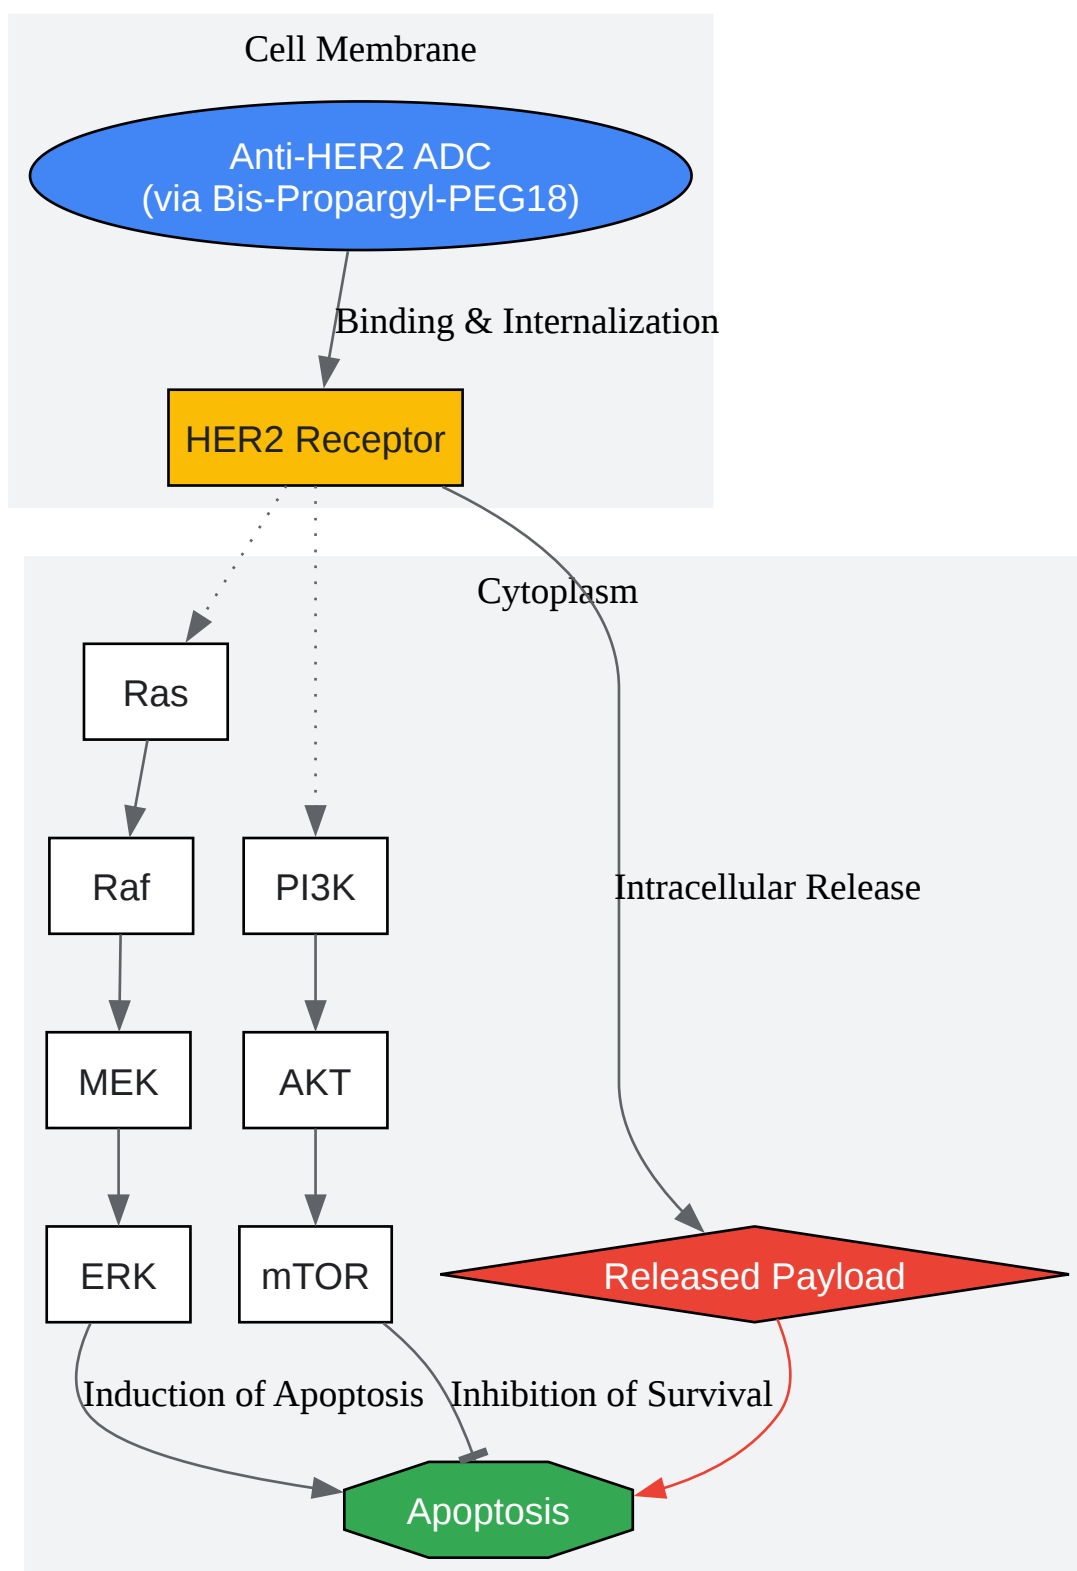 Cell Membrane
Anti-HER2 ADC
(via Bis-Propargyl-PEG18)
Binding & Internalization
HER2 Receptor
Cytoplasm
Ras
Raf
PI3K
Intracellular Release
MEK
AKT
ERK
mTOR
Released Payload
Induction of Apoptosis
Inhibition of Survival
Apoptosis